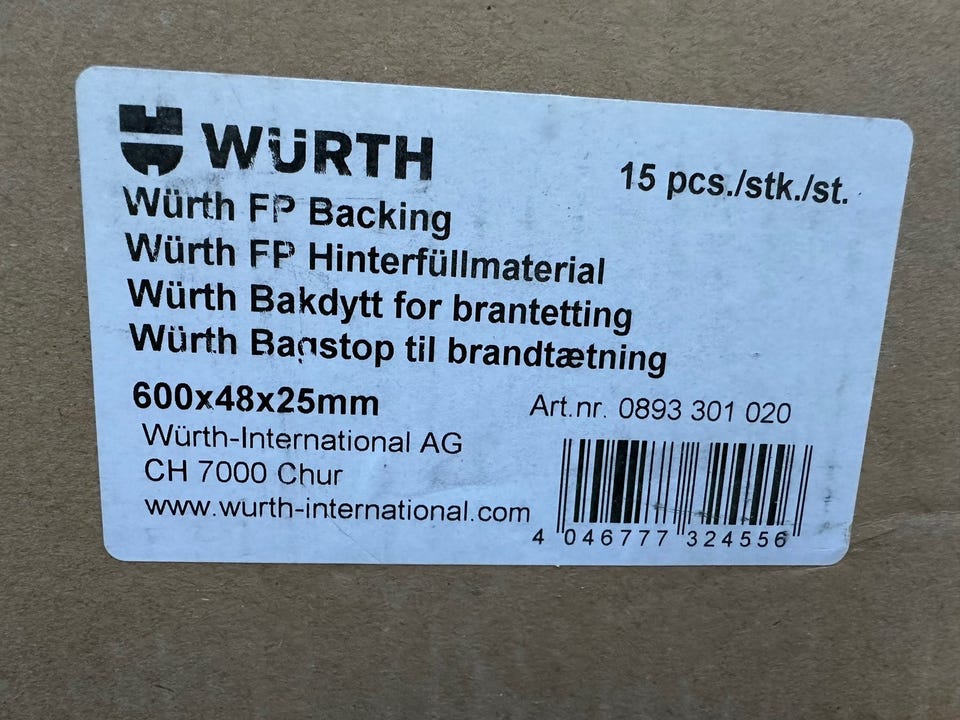 WÜRTH
15 pcs./stk./st.
Würth FP Backing
Würth FP Hinterfüllmaterial
Würth Bakdytt for brantetting
Würth Bagstop til brandtætning
600x48x25mm
Art.nr. 0893 301 020
Würth-International AG
CH 7000 Chur
www.wurth-international.com
4 046777 324556